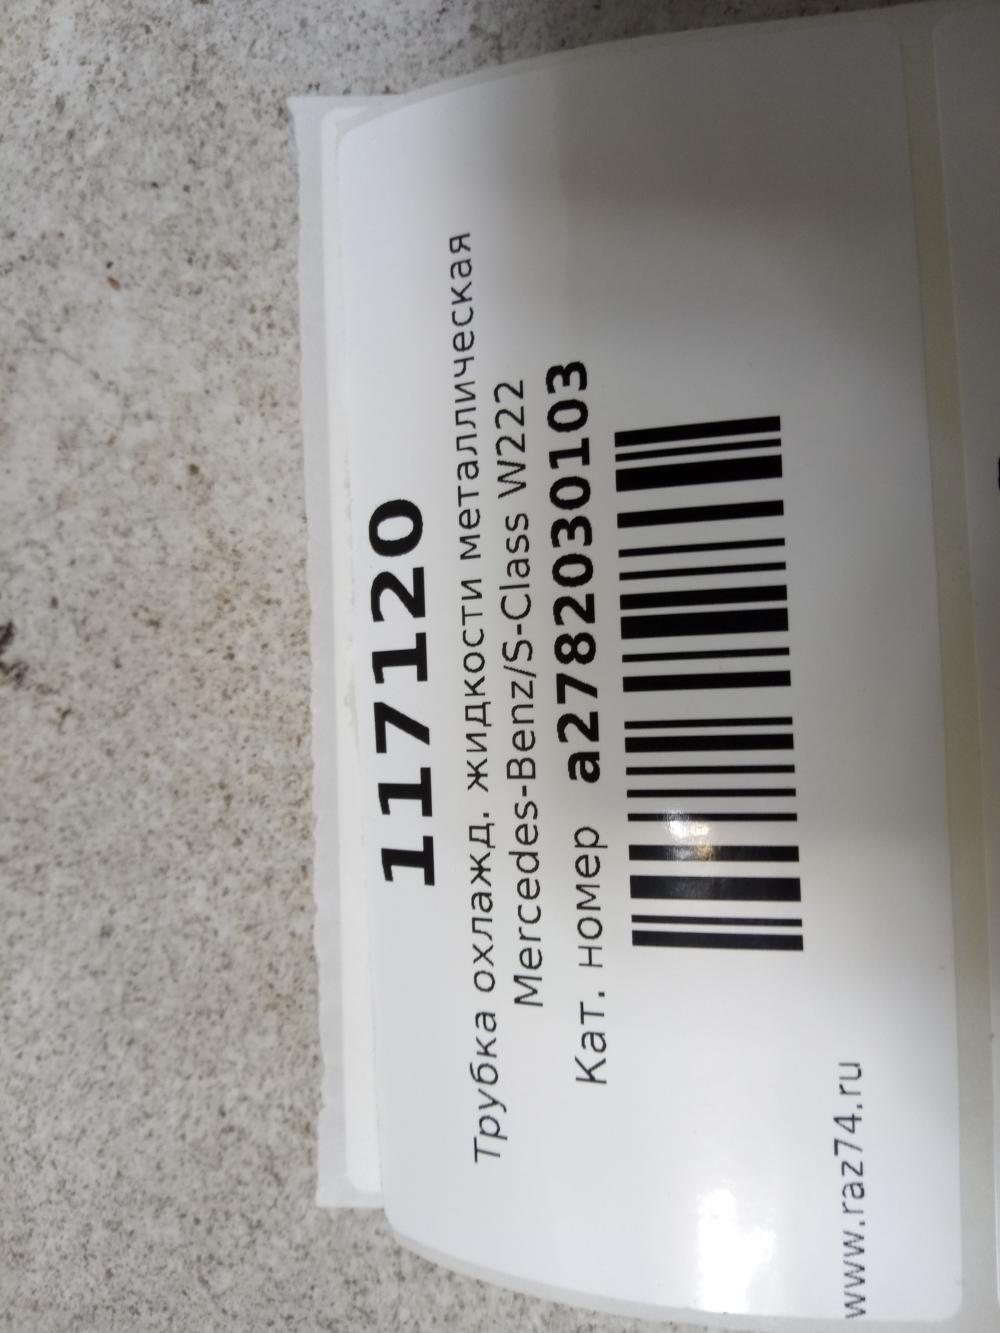 117120
Трубка охлажд. жидкости металлическая
Mercedes-Benz/S-Class W222
Кат. номер a2782030103
www.raz74.ru